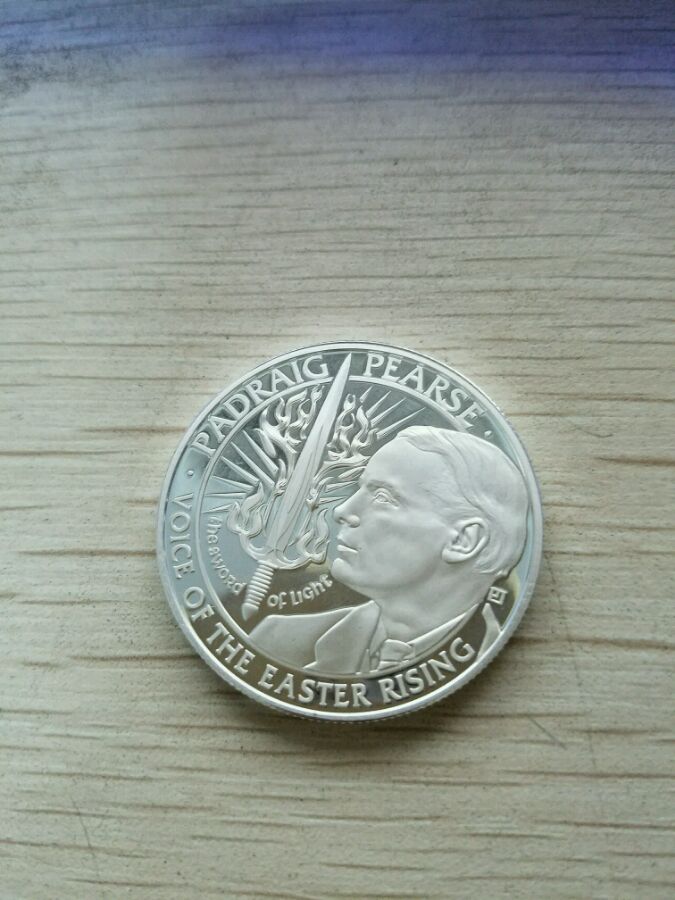 PADRAIG PEARSE
VOICE OF THE EASTER RISING
the sword
of light